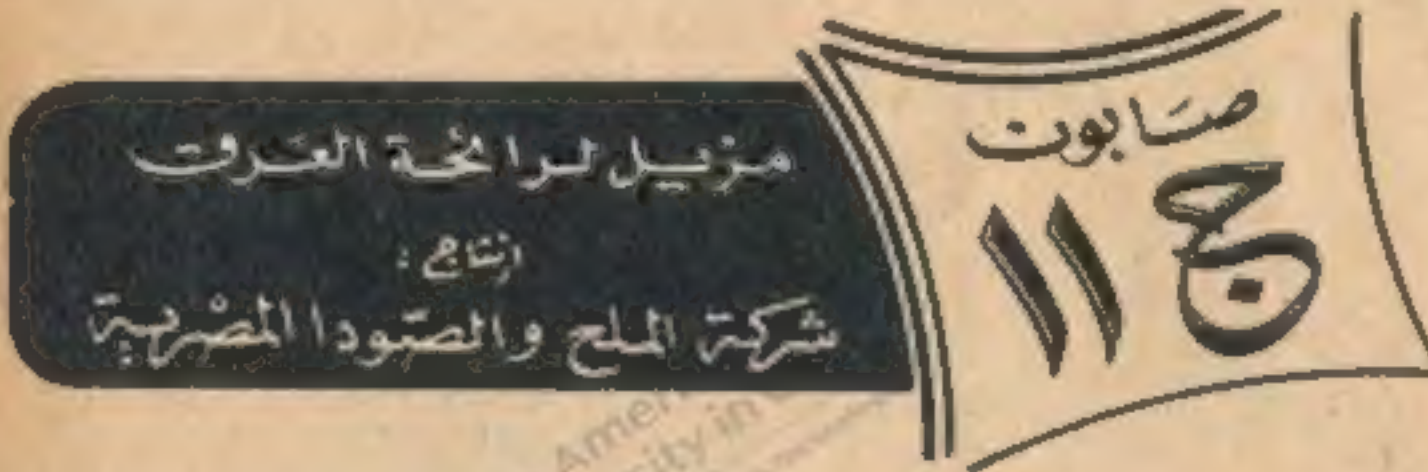 صابون
ج ١١
مزيل لرائحة العرق
إنتاج :
شركة الملح والصودا المصرية